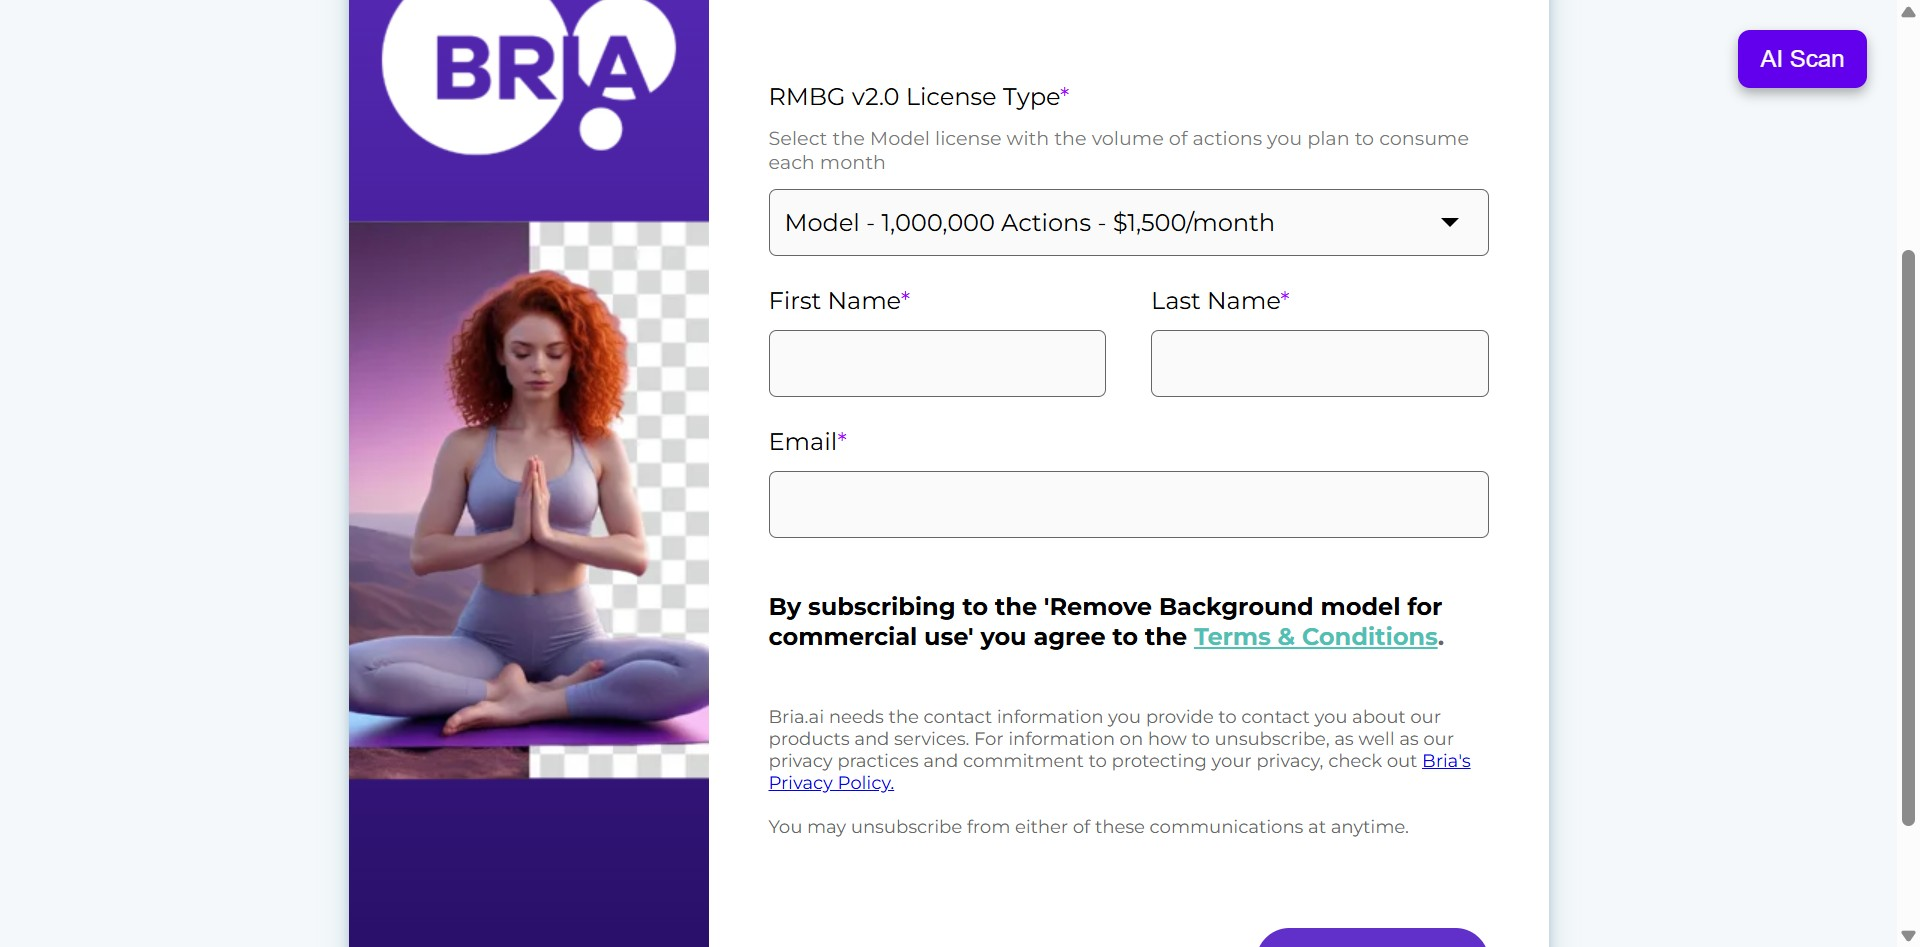 BRIA
AI Scan
RMBG v2.0 License Type*
Select the Model license with the volume of actions you plan to consume
each month
Model - 1,000,000 Actions - $1,500/month
First Name*
Last Name*
Email*
By subscribing to the 'Remove Background model for
commercial use' you agree to the Terms & Conditions.
Bria.ai needs the contact information you provide to contact you about our
products and services. For information on how to unsubscribe, as well as our
privacy practices and commitment to protecting your privacy, check out Bria's
Privacy Policy.
You may unsubscribe from either of these communications at anytime.